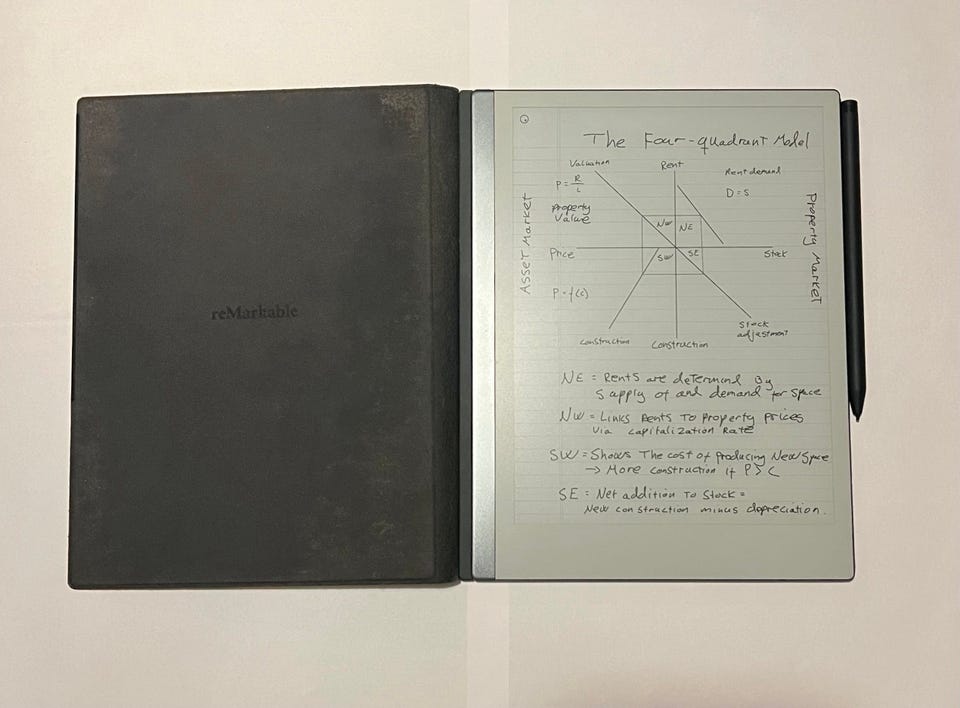 reMarkable
The Four-quadrant Model
Valuation
Rent
Rent demand
P = R/i
D = S
Property
Value
Asset Market
Property Market
NW
NE
Price
SW
SE
Stock
P = f(c)
Stock
adjustment
construction
Construction
NE = Rents are determind By
Supply of and demand for space
NW = Links Rents To Property prices
via capitalization Rate
SW = Shows The cost of producing New Space
→ More construction if P > C
SE = Net addition To Stock =
New construction minus depreciation.